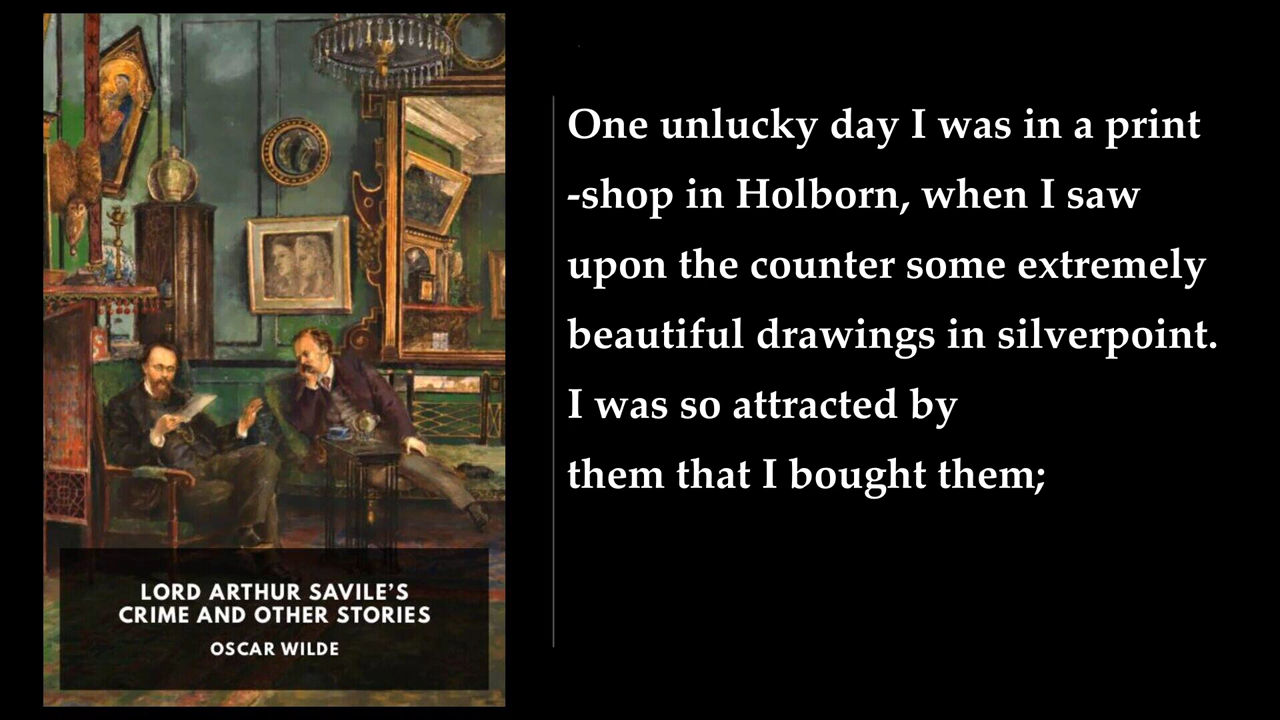 LORD ARTHUR SAVILE’S
CRIME AND OTHER STORIES
OSCAR WILDE
One unlucky day I was in a print
-shop in Holborn, when I saw
upon the counter some extremely
beautiful drawings in silverpoint.
I was so attracted by
them that I bought them;